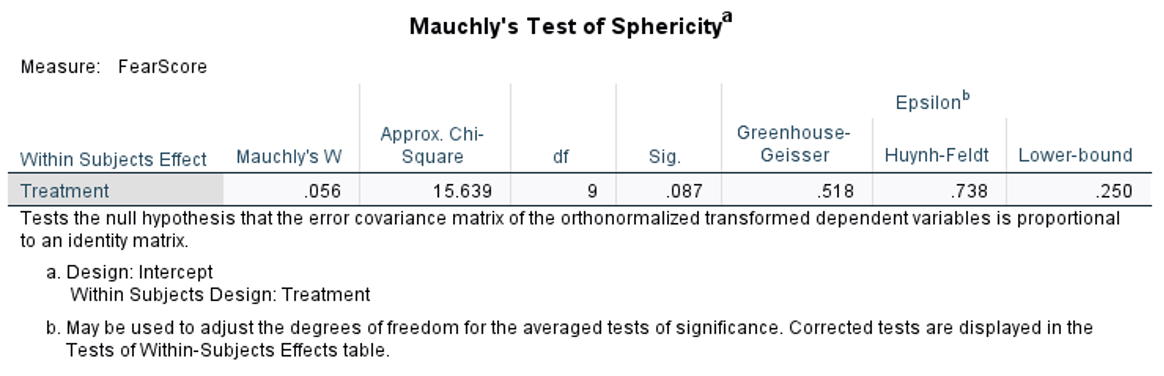 Mauchly's Test of Sphericitya
Measure: FearScore
Epsilonb
Within Subjects Effect Mauchly's W Approx. Chi-Square df Sig. Greenhouse-Geisser Huynh-Feldt Lower-bound
Treatment .056 15.639 9 .087 .518 .738 .250
Tests the null hypothesis that the error covariance matrix of the orthonormalized transformed dependent variables is proportional
to an identity matrix.
a. Design: Intercept
Within Subjects Design: Treatment
b. May be used to adjust the degrees of freedom for the averaged tests of significance. Corrected tests are displayed in the
Tests of Within-Subjects Effects table.